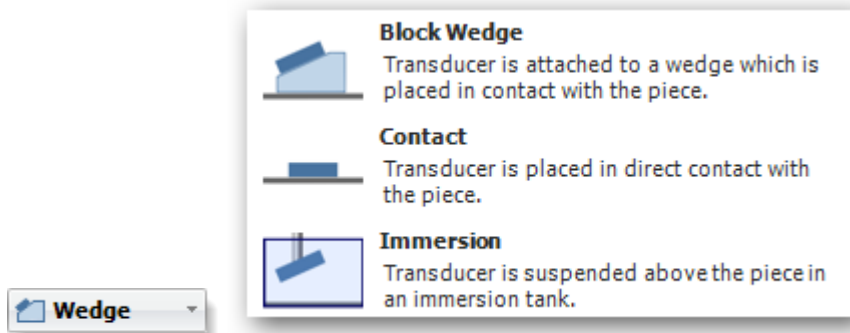 Block Wedge
Transducer is attached to a wedge which is
placed in contact with the piece.
Contact
Transducer is placed in direct contact with
the piece.
Immersion
Transducer is suspended above the piece in
an immersion tank.
Wedge